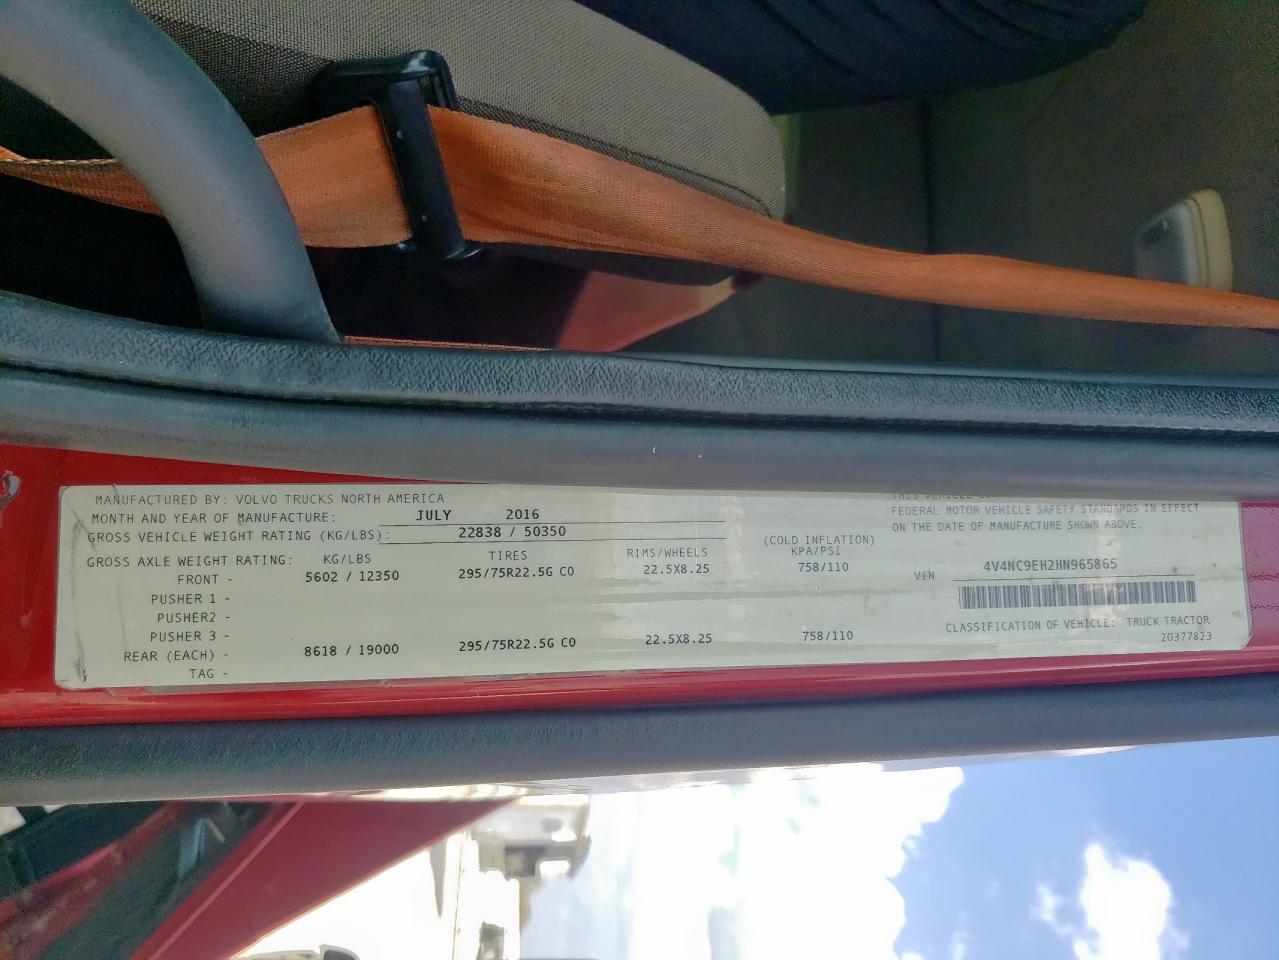 MANUFACTURED BY: VOLVO TRUCKS NORTH AMERICA
MONTH AND YEAR OF MANUFACTURE: JULY 2016
GROSS VEHICLE WEIGHT RATING (KG/LBS): 22838 / 50350
GROSS AXLE WEIGHT RATING: KG/LBS TIRES RIMS/WHEELS (COLD INFLATION) KPA/PSI
FRONT - 5602 / 12350 295/75R22.5G CO 22.5X8.25 758/110
PUSHER 1 -
PUSHER2 -
PUSHER 3 -
REAR (EACH) - 8618 / 19000 295/75R22.5G CO 22.5X8.25 758/110
TAG -
THIS VEHICLE
FEDERAL MOTOR VEHICLE SAFETY STANDARDS IN EFFECT
ON THE DATE OF MANUFACTURE SHOWN ABOVE.
VIN 4V4NC9EH2HN965865
CLASSIFICATION OF VEHICLE: TRUCK TRACTOR
20377823